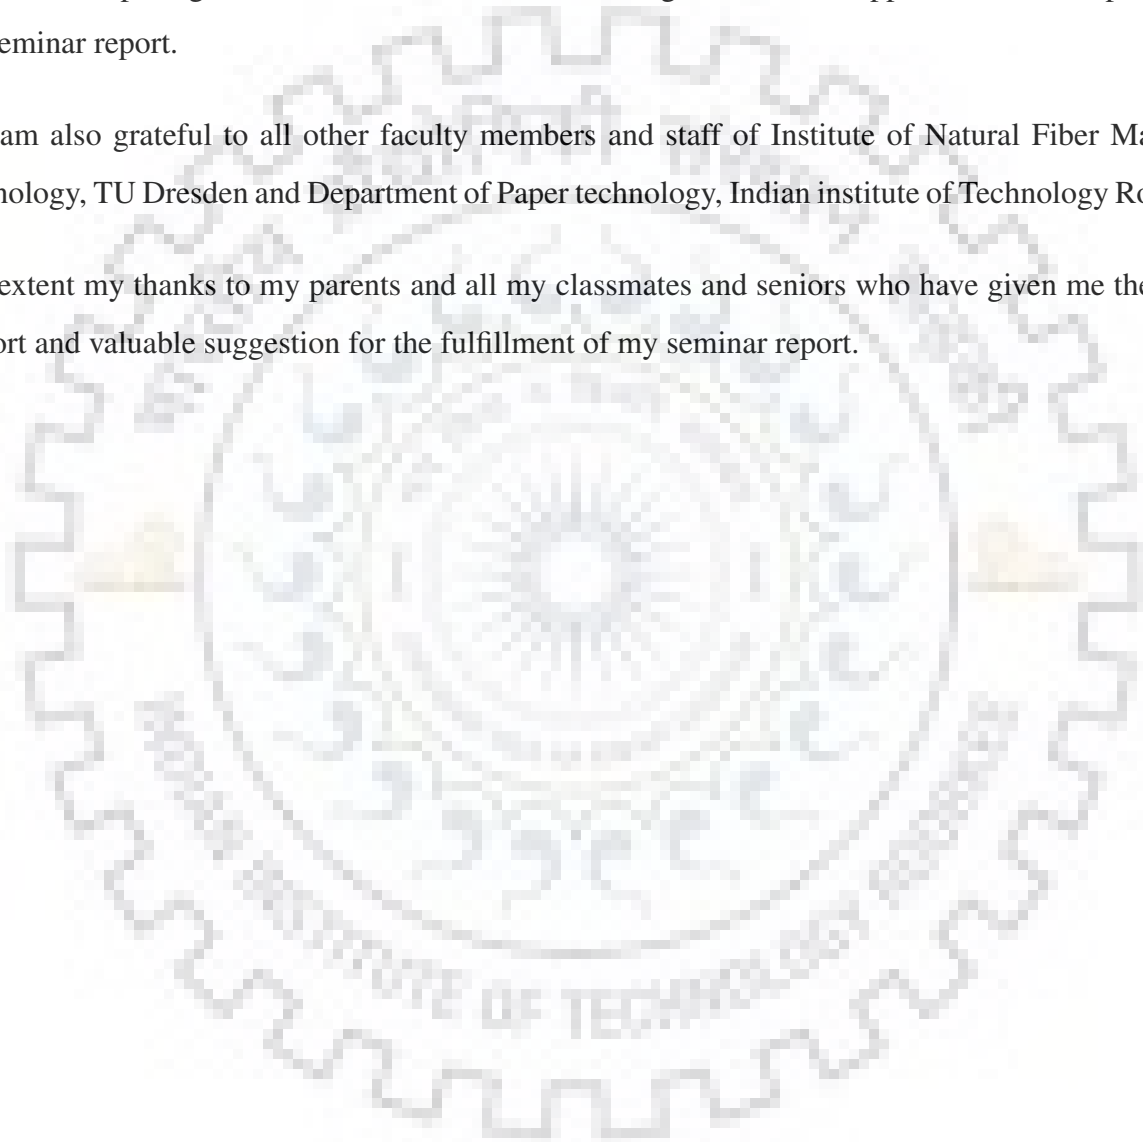 eminar report.
am also grateful to all other faculty members and staff of Institute of Natural Fiber Ma
nology, TU Dresden and Department of Paper technology, Indian institute of Technology Ro
extent my thanks to my parents and all my classmates and seniors who have given me the
ort and valuable suggestion for the fulfillment of my seminar report.
INSTITUTE OF TECHNOLOGY ROORKEE